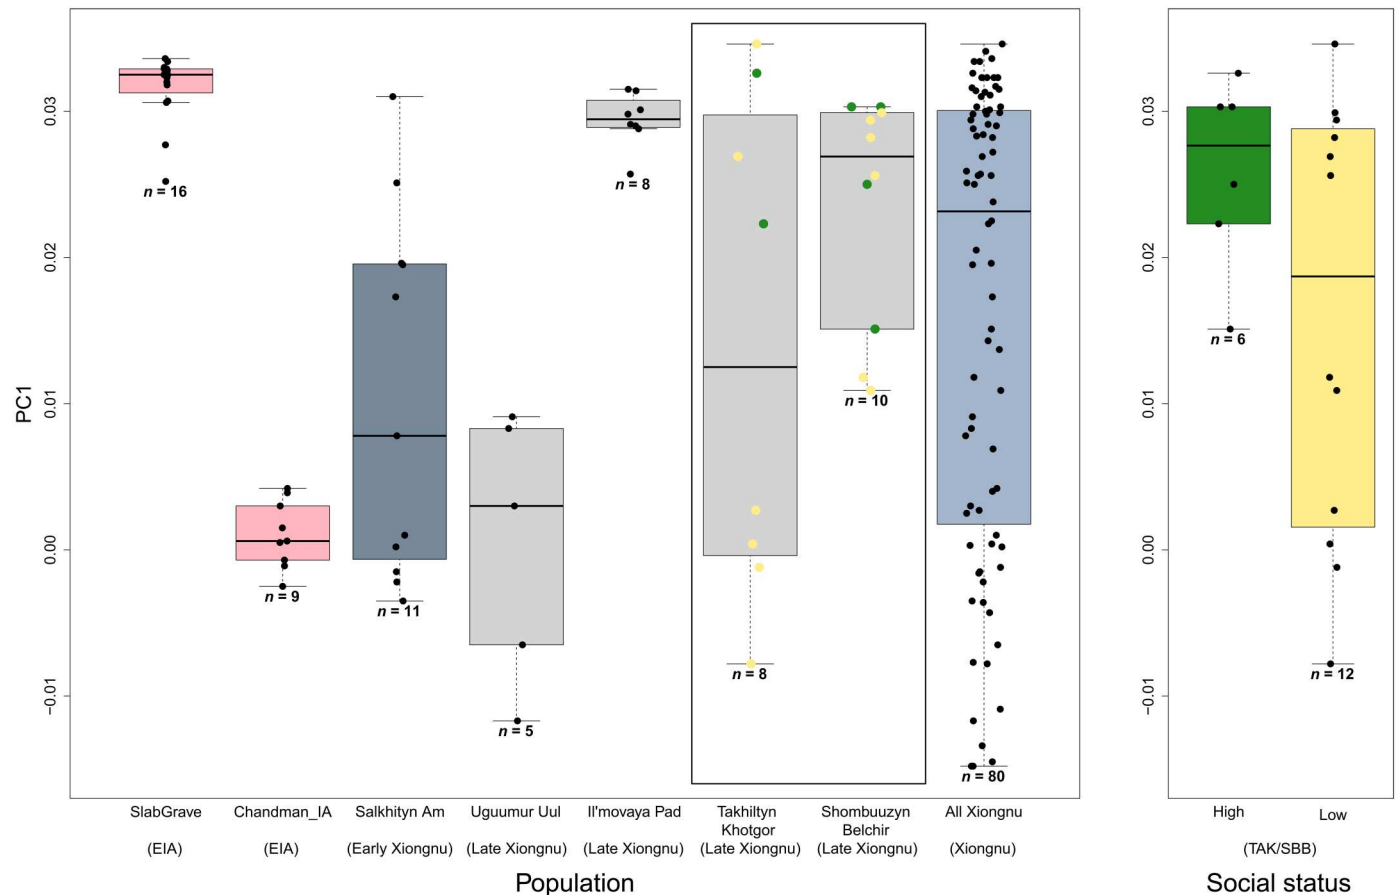 PC1
0.03
0.02
0.01
0.00
−0.01
n = 16
n = 9
n = 11
n = 5
n = 8
n = 8
n = 10
n = 80
SlabGrave
(EIA)
Chandman_IA
(EIA)
Salkhityn Am
(Early Xiongnu)
Uguumur Uul
(Late Xiongnu)
Il'movaya Pad
(Late Xiongnu)
Takhiltyn
Khotgor
(Late Xiongnu)
Shombuuzyn
Belchir
(Late Xiongnu)
All Xiongnu
(Xiongnu)
Population
0.03
0.02
0.01
0.00
−0.01
n = 6
n = 12
High
Low
(TAK/SBB)
Social status